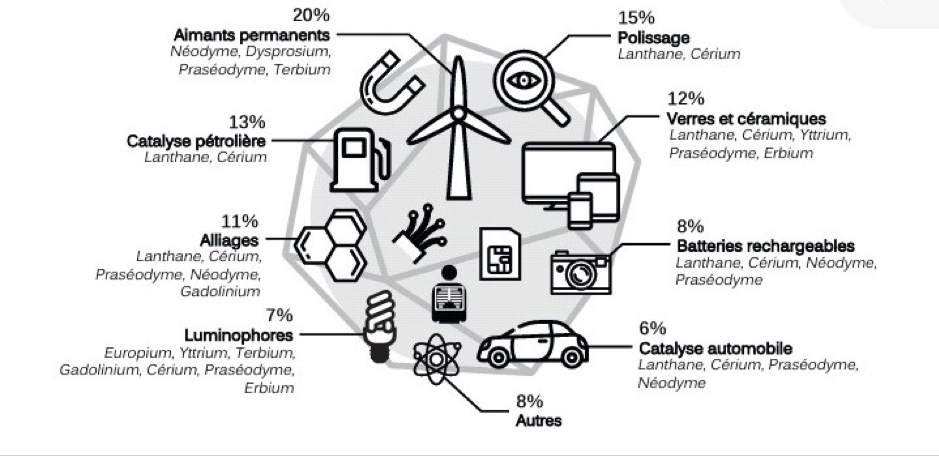 20%
Aimants permanents
Néodyme, Dysprosium,
Praséodyme, Terbium
15%
Polissage
Lanthane, Cérium
13%
Catalyse pétrolière
Lanthane, Cérium
12%
Verres et céramiques
Lanthane, Cérium, Yttrium,
Praséodyme, Erbium
11%
Alliages
Lanthane, Cérium,
Praséodyme, Néodyme,
Gadolinium
8%
Batteries rechargeables
Lanthane, Cérium, Néodyme,
Praséodyme
7%
Luminophores
Europium, Yttrium, Terbium,
Gadolinium, Cérium, Praséodyme,
Erbium
6%
Catalyse automobile
Lanthane, Cérium, Praséodyme,
Néodyme
8%
Autres